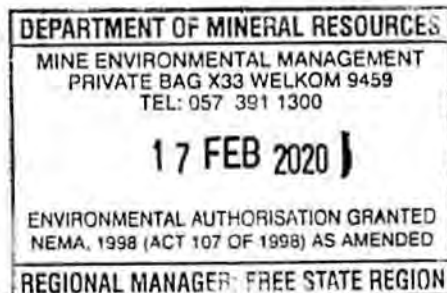 DEPARTMENT OF MINERAL RESOURCES
MINE ENVIRONMENTAL MANAGEMENT
PRIVATE BAG X33 WELKOM 9459
TEL: 057 391 1300
17 FEB 2020
ENVIRONMENTAL AUTHORISATION GRANTED
NEMA, 1998 (ACT 107 OF 1998) AS AMENDED
REGIONAL MANAGER: FREE STATE REGION